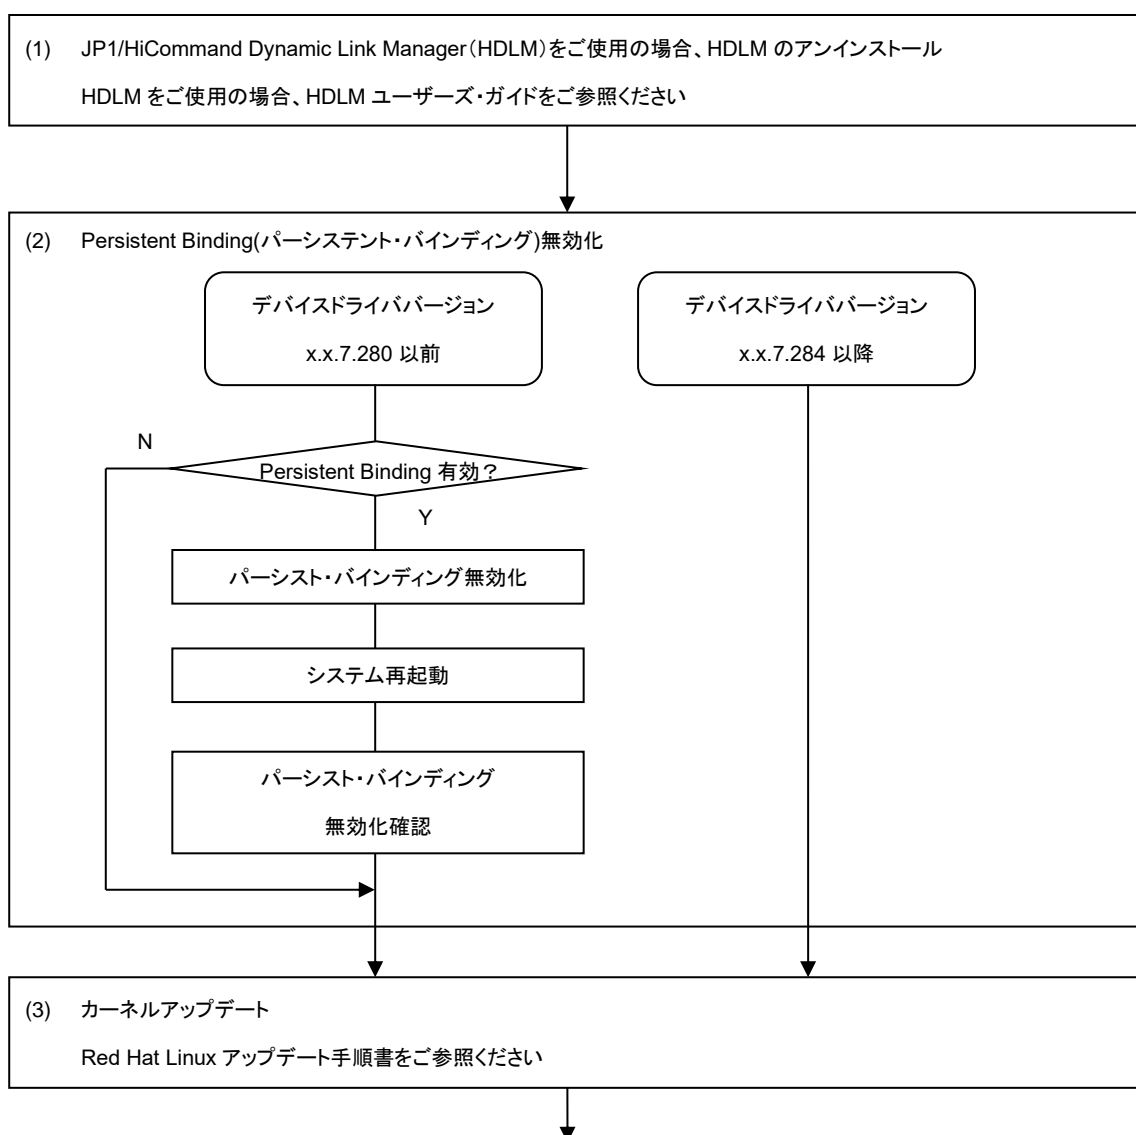 (1) JP1/HiCommand Dynamic Link Manager(HDLM)をご使用の場合、HDLM のアンインストール
HDLM をご使用の場合、HDLM ユーザーズ・ガイドをご参照ください
(2) Persistent Binding(パーシステント・バインディング)無効化
デバイスドライババージョン
x.x.7.280 以前
デバイスドライババージョン
x.x.7.284 以降
N
Persistent Binding 有効？
Y
パーシスト・バインディング無効化
システム再起動
パーシスト・バインディング
無効化確認
(3) カーネルアップデート
Red Hat Linux アップデート手順書をご参照ください